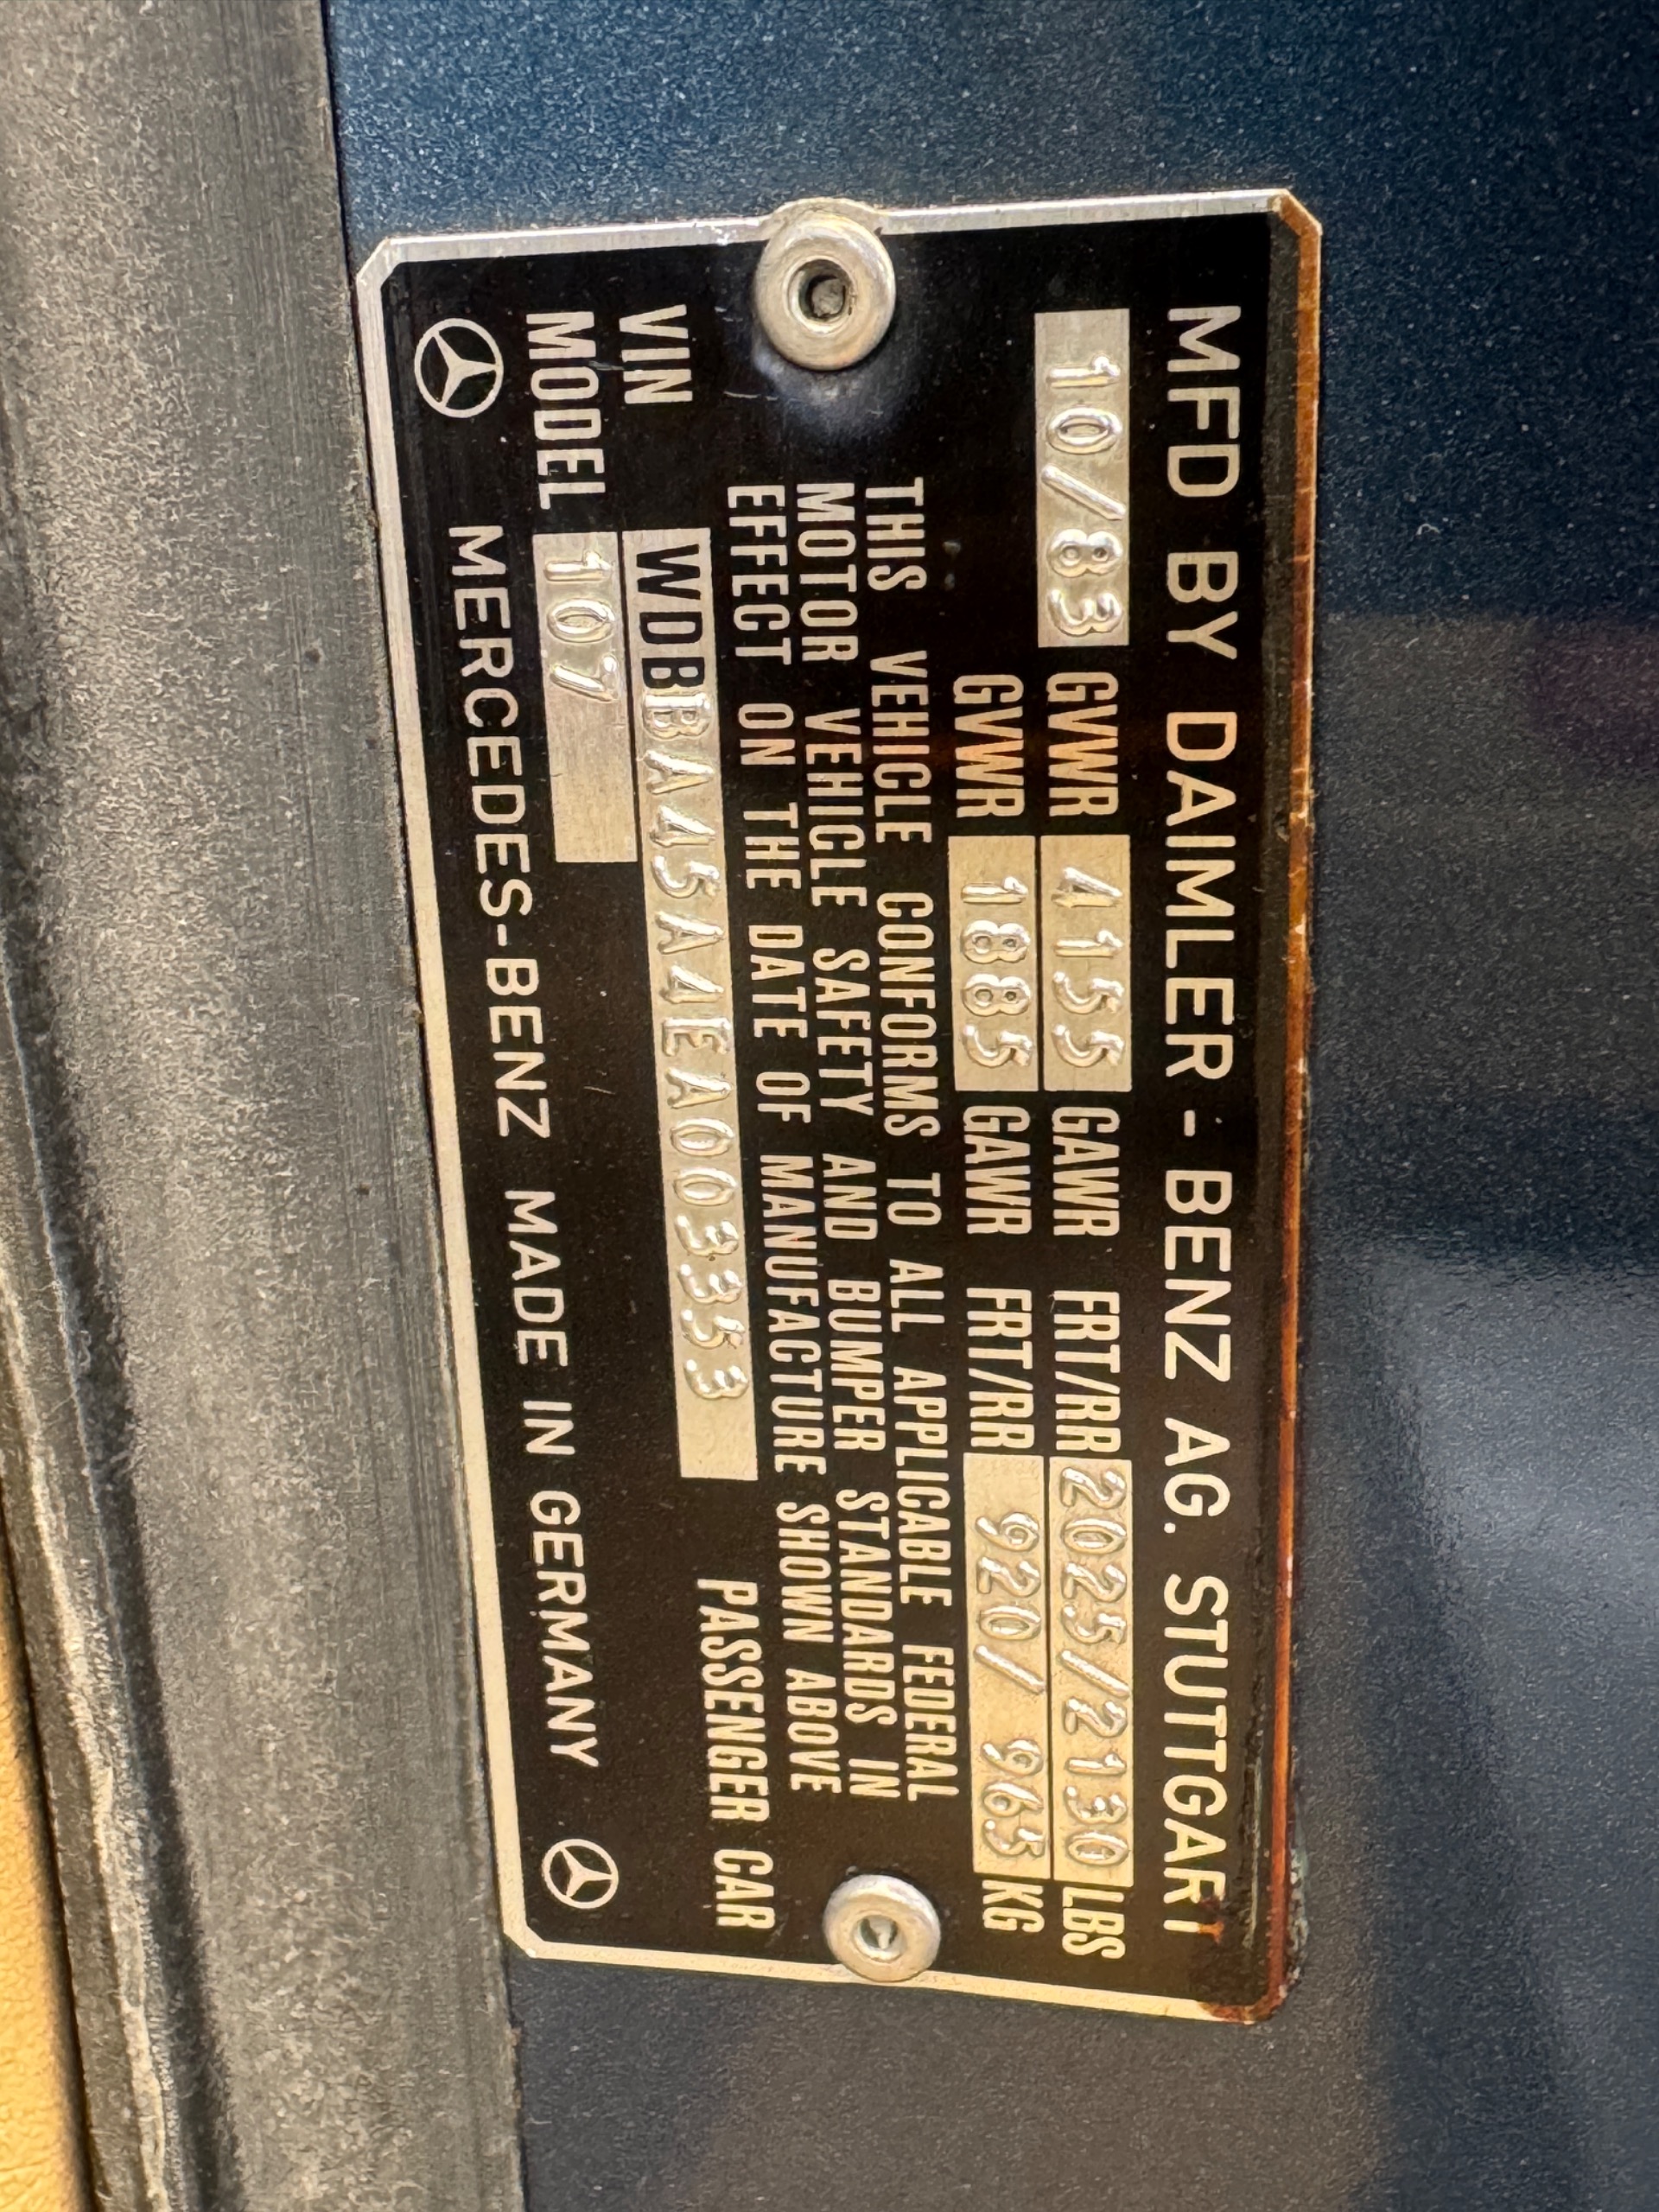 MFD BY DAIMLER - BENZ AG. STUTTGART
10/83 GVWR 4155 GAWR FRT/RR 2025/2130 LBS
GVWR 1885 GAWR FRT/RR 920/ 965 KG
THIS VEHICLE CONFORMS TO ALL APPLICABLE FEDERAL
MOTOR VEHICLE SAFETY AND BUMPER STANDARDS IN
EFFECT ON THE DATE OF MANUFACTURE SHOWN ABOVE
VIN WDBBA45A4EA003353 PASSENGER CAR
MODEL 107
MERCEDES-BENZ MADE IN GERMANY